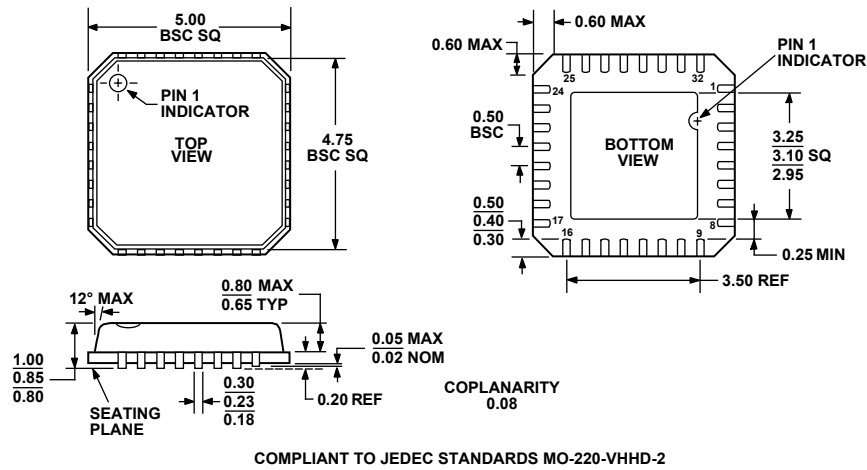 5.00
BSC SQ
PIN 1
INDICATOR
TOP
VIEW
4.75
BSC SQ
0.60 MAX
0.60 MAX
PIN 1
INDICATOR
25
32
24
1
0.50
BSC
BOTTOM
VIEW
3.25
3.10 SQ
2.95
0.50
0.40
0.30
17
16
9
8
0.25 MIN
3.50 REF
12° MAX
0.80 MAX
0.65 TYP
0.05 MAX
0.02 NOM
1.00
0.85
0.80
SEATING
PLANE
0.30
0.23
0.18
0.20 REF
COPLANARITY
0.08
COMPLIANT TO JEDEC STANDARDS MO-220-VHHD-2